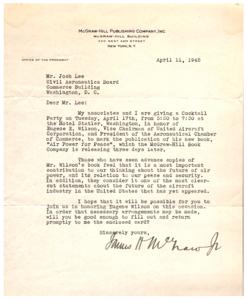 McGraw-Hill Publishing Company, Inc.
McGraw-Hill Building
330 West 42nd Street
New York, N.Y.
Office of the President
April 11, 1945
Mr. Josh Lee
Civil Aeronautics Board
Commerce Building
Washington, D. C.
Dear Mr. Lee:
My associates and I are giving a Cocktail
Party on Tuesday, April 17th, from 5:00 to 7:00 at
the Hotel Statler, Washington, in honor of
Eugene E. Wilson, Vice Chairman of United Aircraft
Corporation, and President of the Aeronautical Chamber of
Commerce, to mark the publication of his new book,
"Air Power for Peace", which the McGraw-Hill Book
Company is releasing three days later.
Those who have seen advance copies of
Mr. Wilson's book feel that it is a most important
contribution to our thinking about the future of air
power, and its relation to peace and security. In
addition, they consider it one of the most clear-
cut statements about the future of the aircraft
industry in the United States that has yet appeared.
I hope that it will be possible for you to
join us in honoring Eugene Wilson on this occasion. In
order that necessary arrangements may be made,
will you be good enough to fill out and return
promptly to me the enclosed card?
Sincerely yours,
James H. McGraw Jr